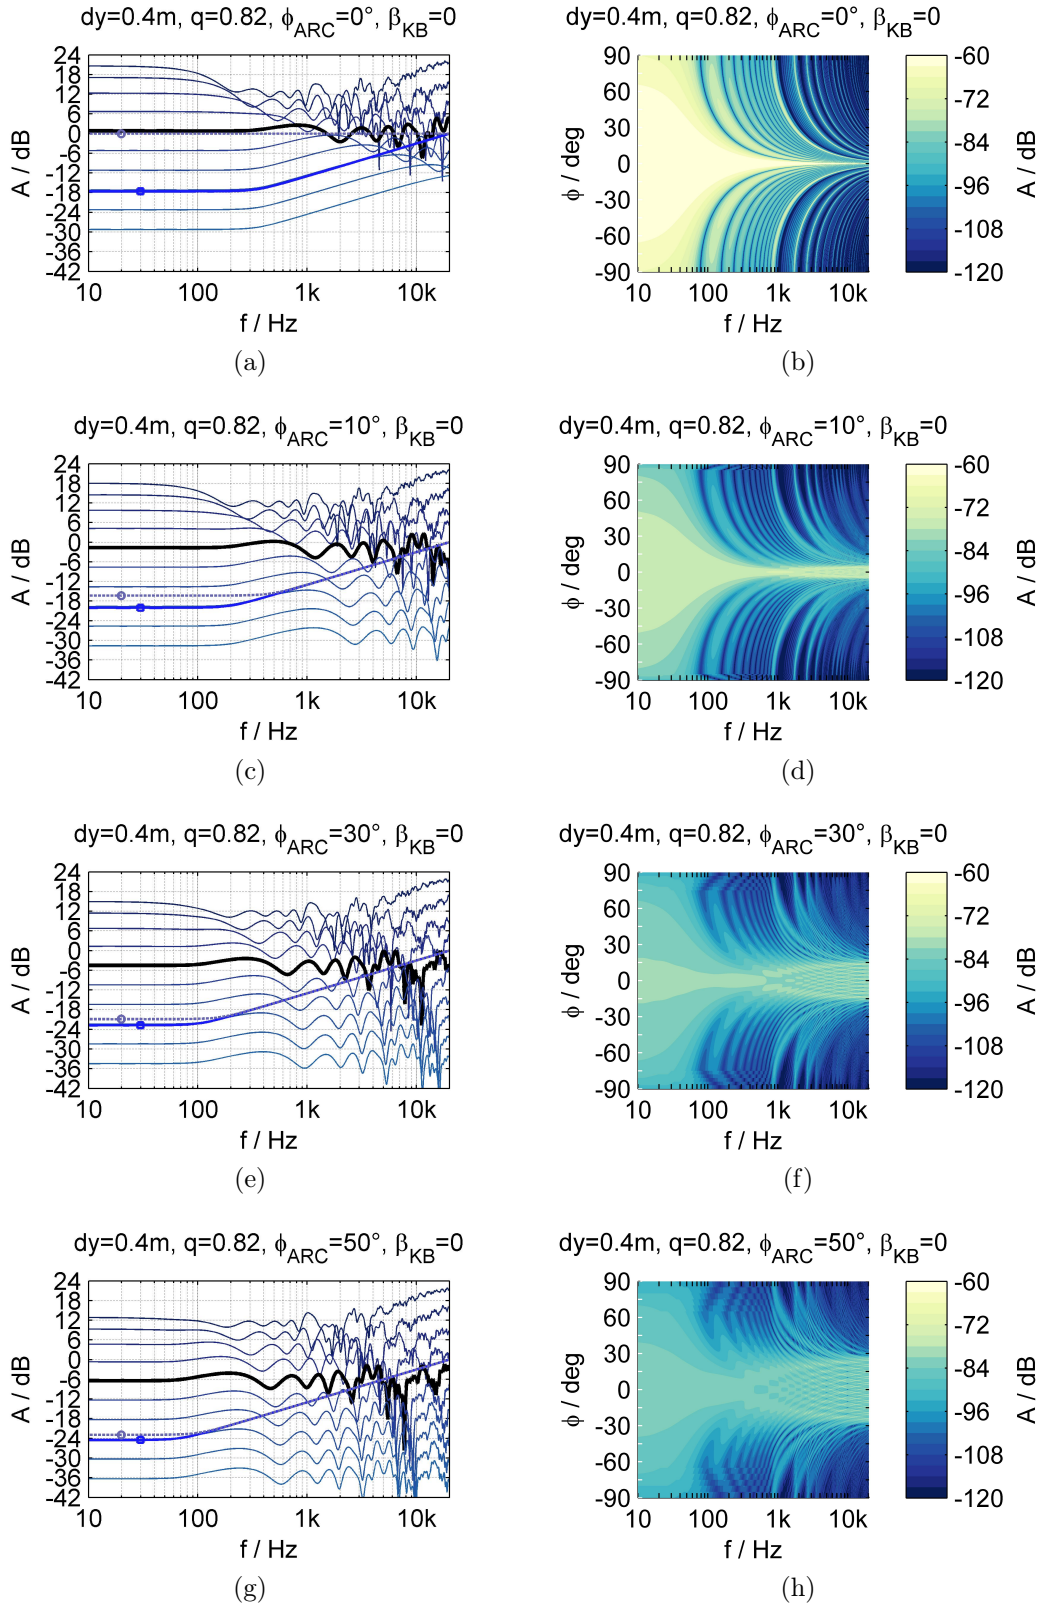 dy=0.4m, q=0.82, ϕARC=0°, βKB=0
24
18
12
6
0
-6
-12
-18
-24
-30
-36
-42
A / dB
10 100 1k 10k
f / Hz
(a)
dy=0.4m, q=0.82, ϕARC=0°, βKB=0
90
60
30
0
-30
-60
-90
ϕ / deg
10 100 1k 10k
f / Hz
-60
-72
-84
-96
-108
-120
A / dB
(b)
dy=0.4m, q=0.82, ϕARC=10°, βKB=0
24
18
12
6
0
-6
-12
-18
-24
-30
-36
-42
A / dB
10 100 1k 10k
f / Hz
(c)
dy=0.4m, q=0.82, ϕARC=10°, βKB=0
90
60
30
0
-30
-60
-90
ϕ / deg
10 100 1k 10k
f / Hz
-60
-72
-84
-96
-108
-120
A / dB
(d)
dy=0.4m, q=0.82, ϕARC=30°, βKB=0
24
18
12
6
0
-6
-12
-18
-24
-30
-36
-42
A / dB
10 100 1k 10k
f / Hz
(e)
dy=0.4m, q=0.82, ϕARC=30°, βKB=0
90
60
30
0
-30
-60
-90
ϕ / deg
10 100 1k 10k
f / Hz
-60
-72
-84
-96
-108
-120
A / dB
(f)
dy=0.4m, q=0.82, ϕARC=50°, βKB=0
24
18
12
6
0
-6
-12
-18
-24
-30
-36
-42
A / dB
10 100 1k 10k
f / Hz
(g)
dy=0.4m, q=0.82, ϕARC=50°, βKB=0
90
60
30
0
-30
-60
-90
ϕ / deg
10 100 1k 10k
f / Hz
-60
-72
-84
-96
-108
-120
A / dB
(h)